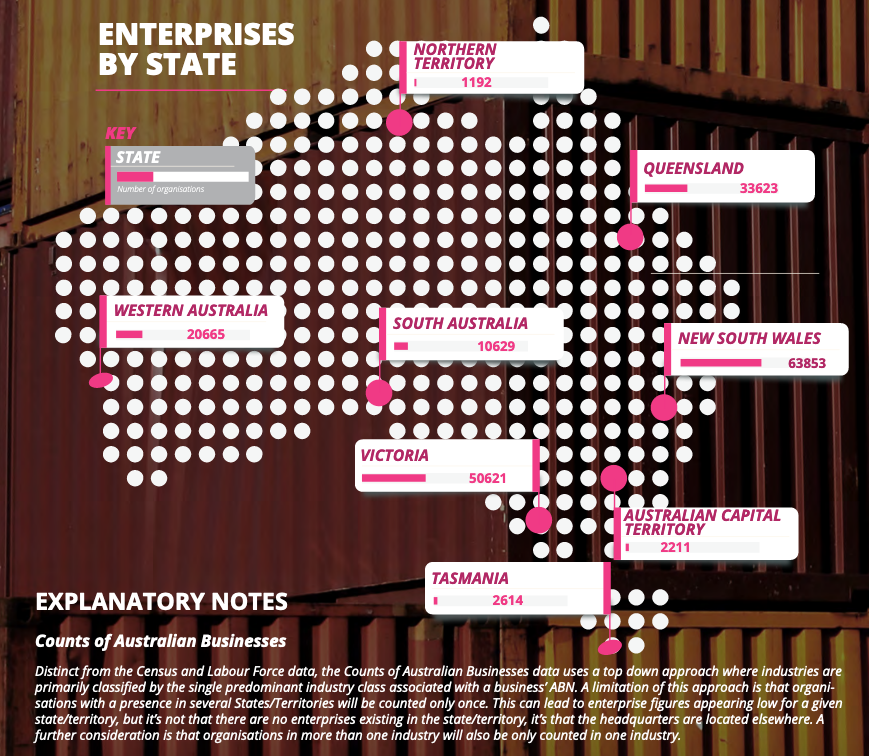 ENTERPRISES
BY STATE
NORTHERN
TERRITORY
1192
KEY
STATE
Number of organisations
QUEENSLAND
33623
WESTERN AUSTRALIA
20665
SOUTH AUSTRALIA
10629
NEW SOUTH WALES
63853
VICTORIA
50621
AUSTRALIAN CAPITAL
TERRITORY
2211
TASMANIA
2614
EXPLANATORY NOTES
Counts of Australian Businesses
Distinct from the Census and Labour Force data, the Counts of Australian Businesses data uses a top down approach where industries are
primarily classified by the single predominant industry class associated with a business' ABN. A limitation of this approach is that organi-
sations with a presence in several States/Territories will be counted only once. This can lead to enterprise figures appearing low for a given
state/territory, but it's not that there are no enterprises existing in the state/territory, it's that the headquarters are located elsewhere. A
further consideration is that organisations in more than one industry will also be only counted in one industry.